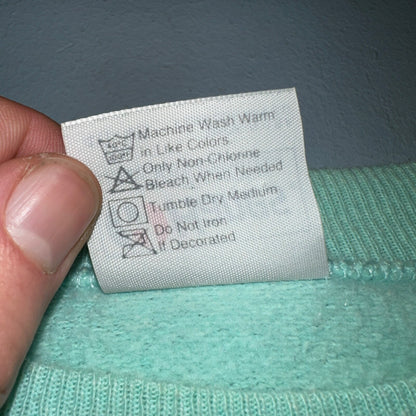 Machine Wash Warm
40°C
in Like Colors
Only Non-Chlorine
Bleach When Needed
Tumble Dry Medium
Do Not Iron
If Decorated